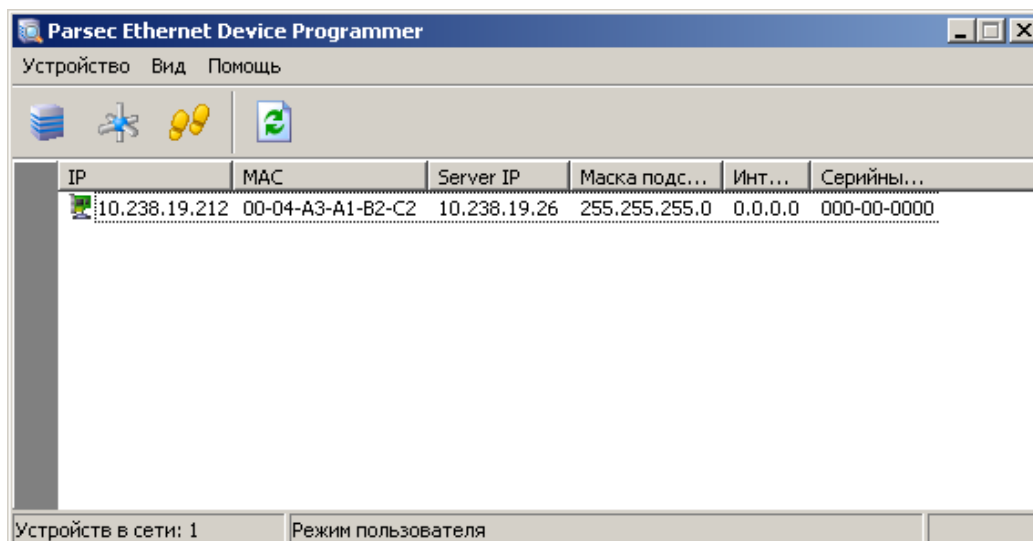 Parsec Ethernet Device Programmer
Устройство Вид Помощь
IP MAC Server IP Маска подс... Инт... Серийны...
10.238.19.212 00-04-A3-A1-B2-C2 10.238.19.26 255.255.255.0 0.0.0.0 000-00-0000
Устройств в сети: 1 Режим пользователя